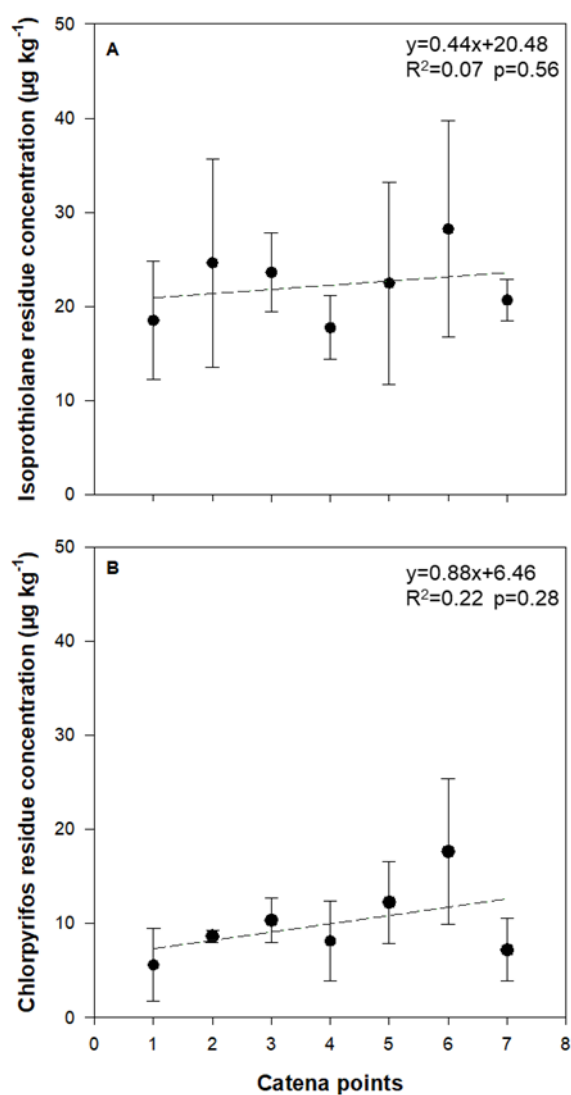 50
A
y=0.44x+20.48
R²=0.07 p=0.56
40
30
20
10
0
Isoprothiolane residue concentration (µg kg⁻¹)
50
B
y=0.88x+6.46
R²=0.22 p=0.28
40
30
20
10
0
Chlorpyrifos residue concentration (µg kg⁻¹)
0 1 2 3 4 5 6 7 8
Catena points